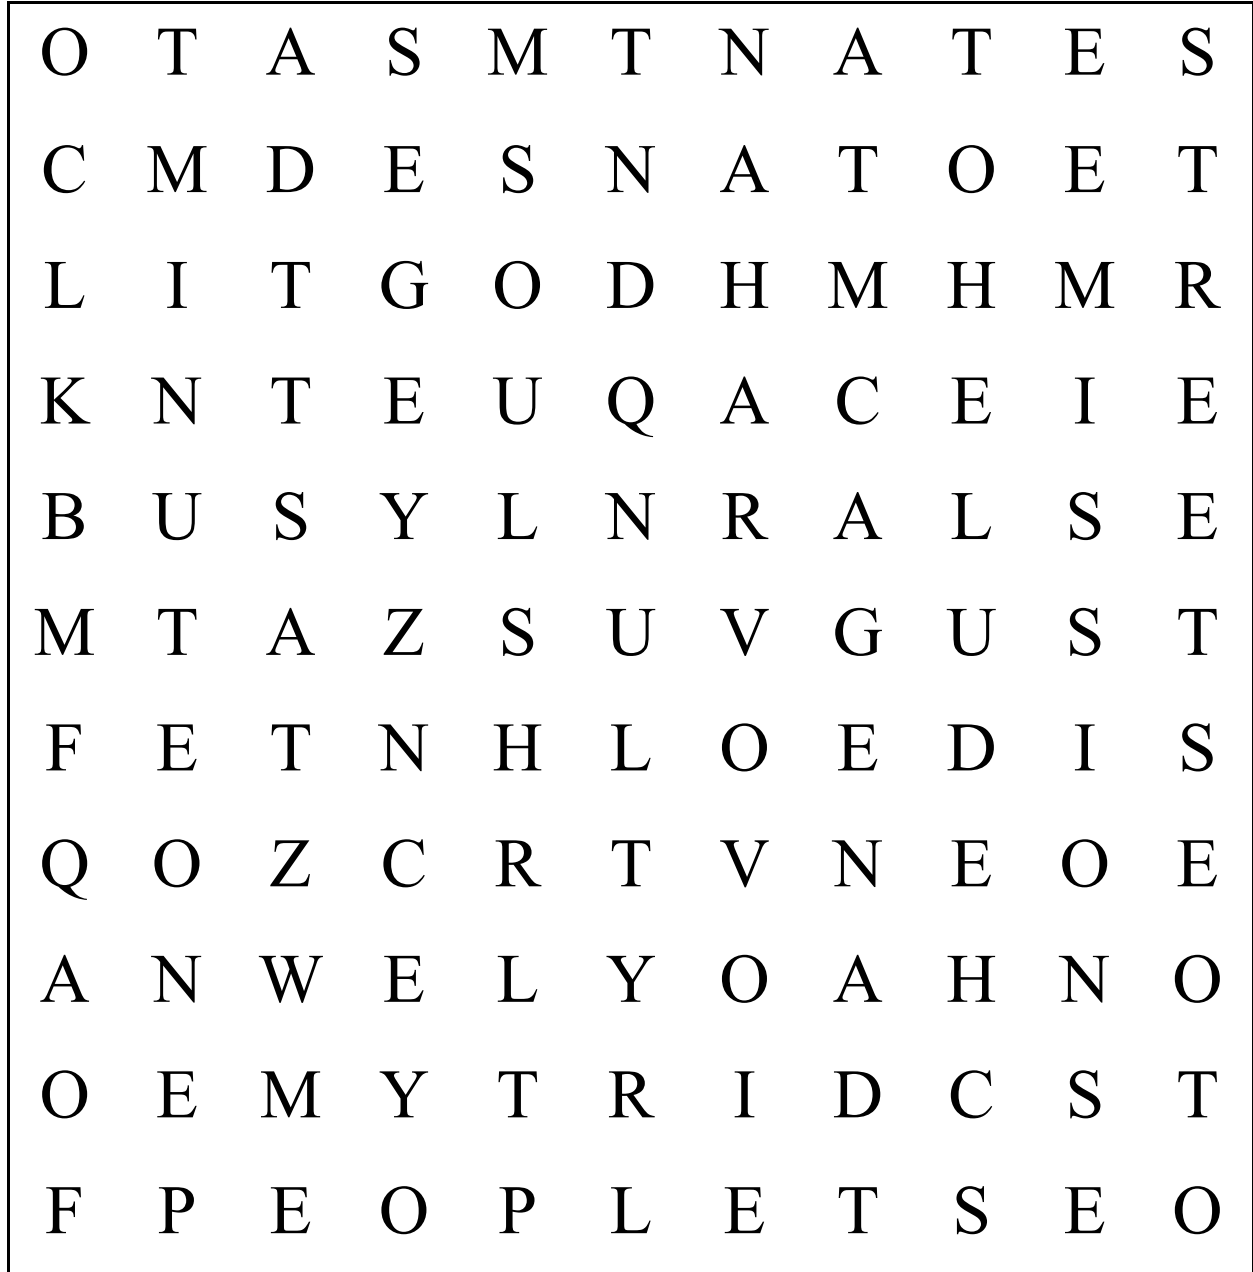 O T A S M T N A T E S
C M D E S N A T O E T
L I T G O D H M H M R
K N T E U Q A C E I E
B U S Y L N R A L S E
M T A Z S U V G U S T
F E T N H L O E D I S
Q O Z C R T V N E O E
A N W E L Y O A H N O
O E M Y T R I D C S T
F P E O P L E T S E O